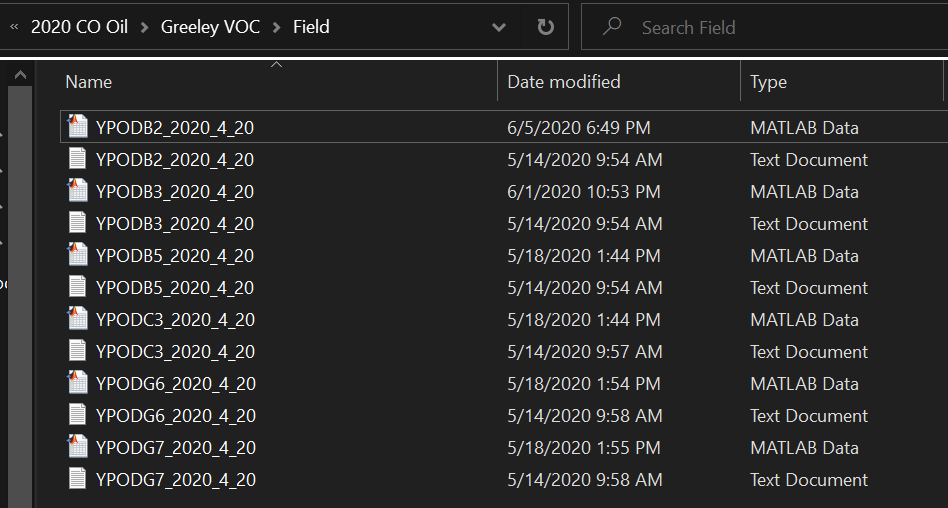 « 2020 CO Oil > Greeley VOC > Field Search Field
Name Date modified Type
YPODB2_2020_4_20 6/5/2020 6:49 PM MATLAB Data
YPODB2_2020_4_20 5/14/2020 9:54 AM Text Document
YPODB3_2020_4_20 6/1/2020 10:53 PM MATLAB Data
YPODB3_2020_4_20 5/14/2020 9:54 AM Text Document
YPODB5_2020_4_20 5/18/2020 1:44 PM MATLAB Data
YPODB5_2020_4_20 5/14/2020 9:54 AM Text Document
YPODC3_2020_4_20 5/18/2020 1:44 PM MATLAB Data
YPODC3_2020_4_20 5/14/2020 9:57 AM Text Document
YPODG6_2020_4_20 5/18/2020 1:54 PM MATLAB Data
YPODG6_2020_4_20 5/14/2020 9:58 AM Text Document
YPODG7_2020_4_20 5/18/2020 1:55 PM MATLAB Data
YPODG7_2020_4_20 5/14/2020 9:58 AM Text Document